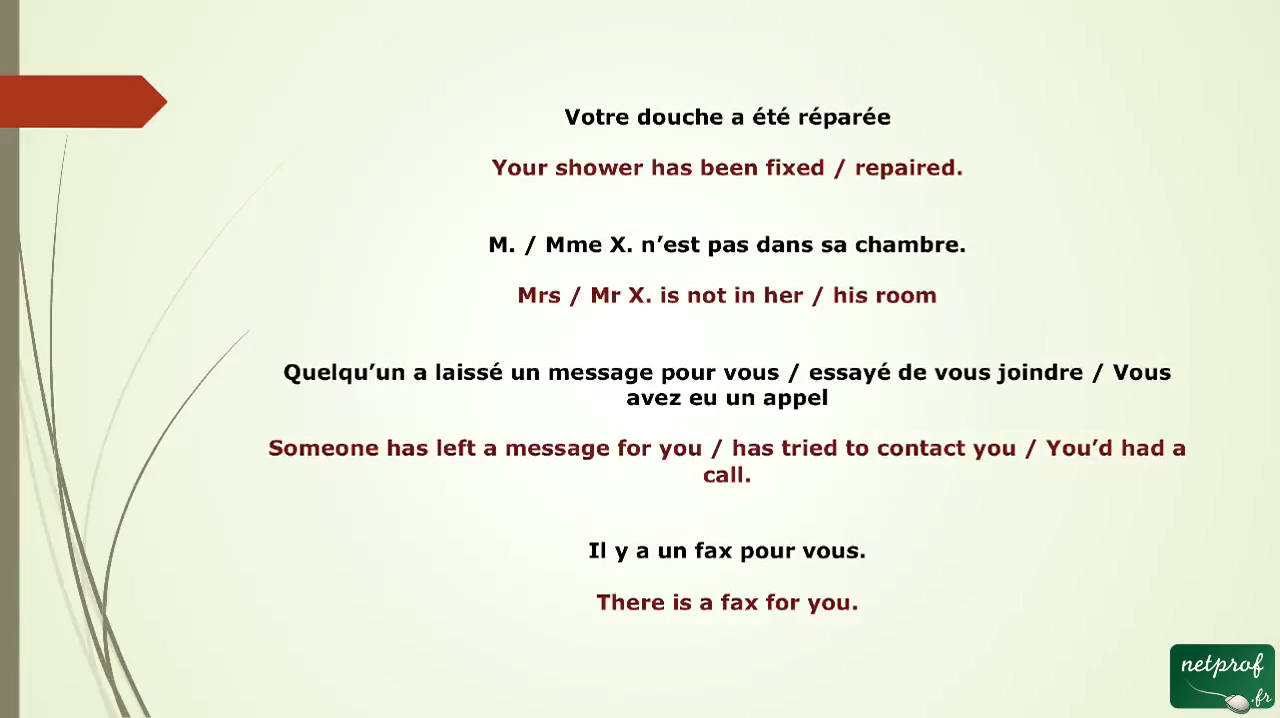 Votre douche a été réparée
Your shower has been fixed / repaired.
M. / Mme X. n’est pas dans sa chambre.
Mrs / Mr X. is not in her / his room
Quelqu’un a laissé un message pour vous / essayé de vous joindre / Vous
avez eu un appel
Someone has left a message for you / has tried to contact you / You’d had a
call.
Il y a un fax pour vous.
There is a fax for you.
netprof
.fr